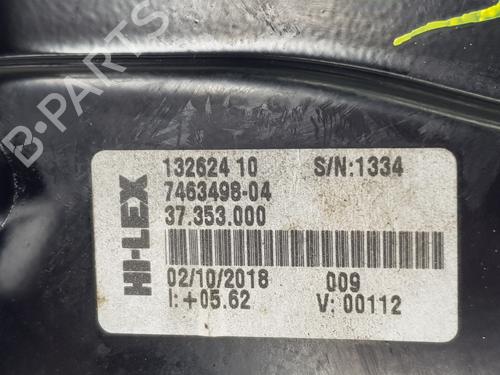 B-PARTS
HI-LEX
132624 10 S/N:1334
7463498-04
37.353.000
02/10/2018 009
I:+05.62 V: 00112